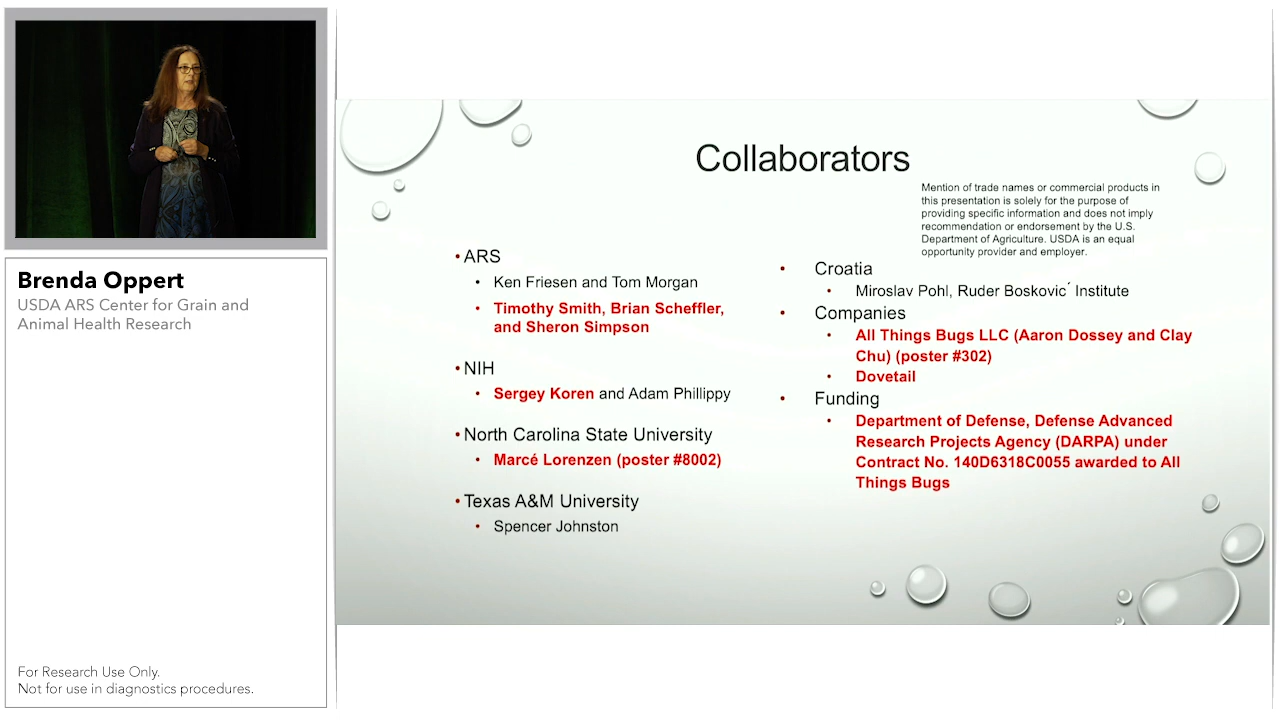 Brenda Oppert
USDA ARS Center for Grain and
Animal Health Research
For Research Use Only.
Not for use in diagnostics procedures.
Collaborators
Mention of trade names or commercial products in
this presentation is solely for the purpose of
providing specific information and does not imply
recommendation or endorsement by the U.S.
Department of Agriculture. USDA is an equal
opportunity provider and employer.
• ARS
• Ken Friesen and Tom Morgan
• Timothy Smith, Brian Scheffler,
and Sheron Simpson
• NIH
• Sergey Koren and Adam Phillippy
• North Carolina State University
• Marcé Lorenzen (poster #8002)
• Texas A&M University
• Spencer Johnston
• Croatia
• Miroslav Pohl, Ruder Boskovic´ Institute
• Companies
• All Things Bugs LLC (Aaron Dossey and Clay
Chu) (poster #302)
• Dovetail
• Funding
• Department of Defense, Defense Advanced
Research Projects Agency (DARPA) under
Contract No. 140D6318C0055 awarded to All
Things Bugs